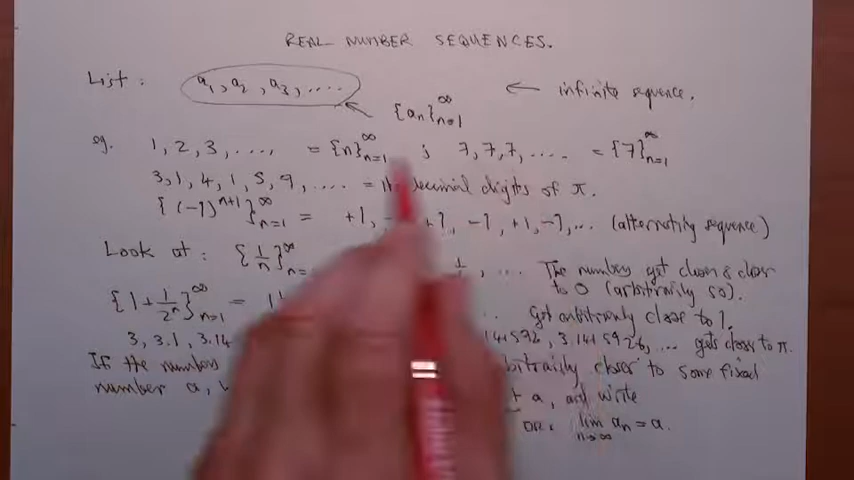 REAL NUMBER SEQUENCES.
List : a₁, a₂, a₃, .... {aₙ}ₙ₌₁^∞ ← infinite sequence.
eg. 1, 2, 3, ...., = {n}ₙ₌₁^∞ ; 7, 7, 7, .... = {7}ₙ₌₁^∞
3, 1, 4, 1, 5, 9, .... = decimal digits of π.
{(-1)ⁿ⁺¹}ₙ₌₁^∞ = +1, +1, -1, +1, -1, ... (alternating sequence)
Look at : {1/n}ₙ₌₁^∞ , ... The numbers get closer & closer
to 0 (arbitrarily so).
{1+1/2ⁿ}ₙ₌₁^∞ = Get arbitrarily close to 1.
3, 3.1, 3.14 3.1415926, ... gets close to π.
If the numbers closer to some fixed
number a, a, and write
or : lim n→∞ aₙ = a.